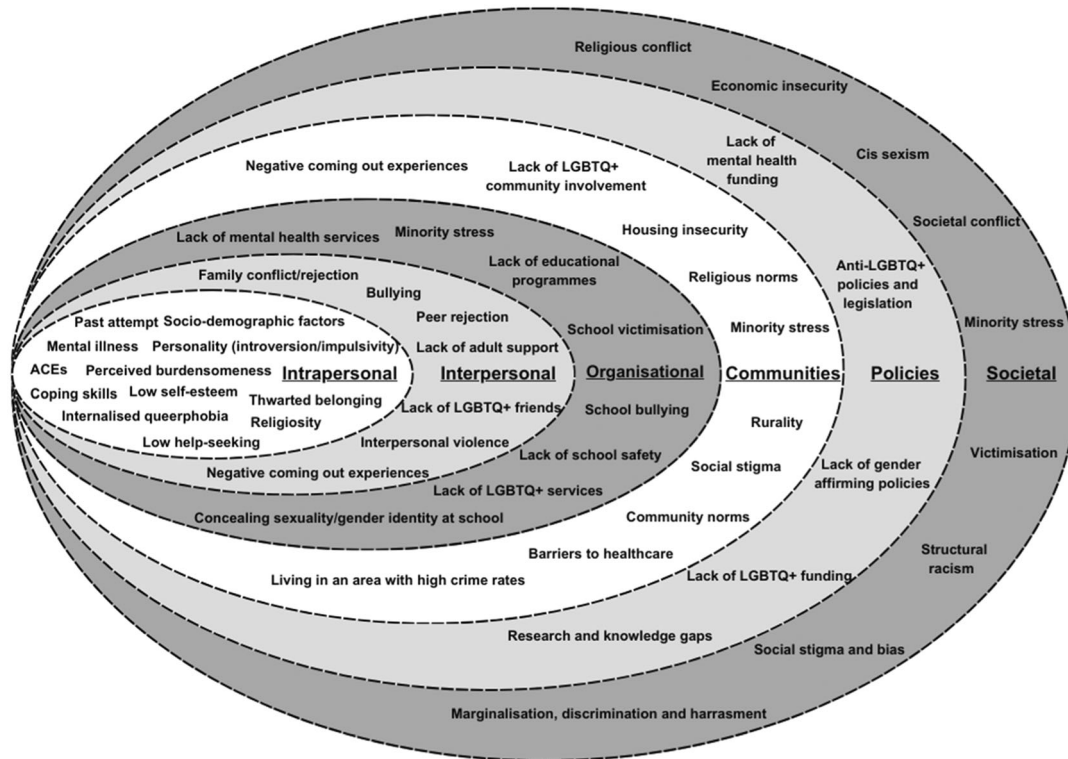 Religious conflict
Economic insecurity
Cis sexism
Societal conflict
Minority stress
Societal
Victimisation
Structural
racism
Social stigma and bias
Marginalisation, discrimination and harrasment
Lack of
mental health
funding
Anti-LGBTQ+
policies and
legislation
Policies
Lack of gender
affirming policies
Lack of LGBTQ+ funding
Research and knowledge gaps
Negative coming out experiences
Lack of LGBTQ+
community involvement
Housing insecurity
Religious norms
Minority stress
Communities
Rurality
Social stigma
Community norms
Barriers to healthcare
Living in an area with high crime rates
Lack of mental health services
Minority stress
Lack of educational
programmes
School victimisation
Organisational
School bullying
Lack of school safety
Lack of LGBTQ+ services
Concealing sexuality/gender identity at school
Family conflict/rejection
Bullying
Peer rejection
Lack of adult support
Interpersonal
Lack of LGBTQ+ friends
Interpersonal violence
Negative coming out experiences
Past attempt
Socio-demographic factors
Mental illness
Personality (introversion/impulsivity)
ACEs
Perceived burdensomeness
Intrapersonal
Coping skills
Low self-esteem
Thwarted belonging
Internalised queerphobia
Religiosity
Low help-seeking